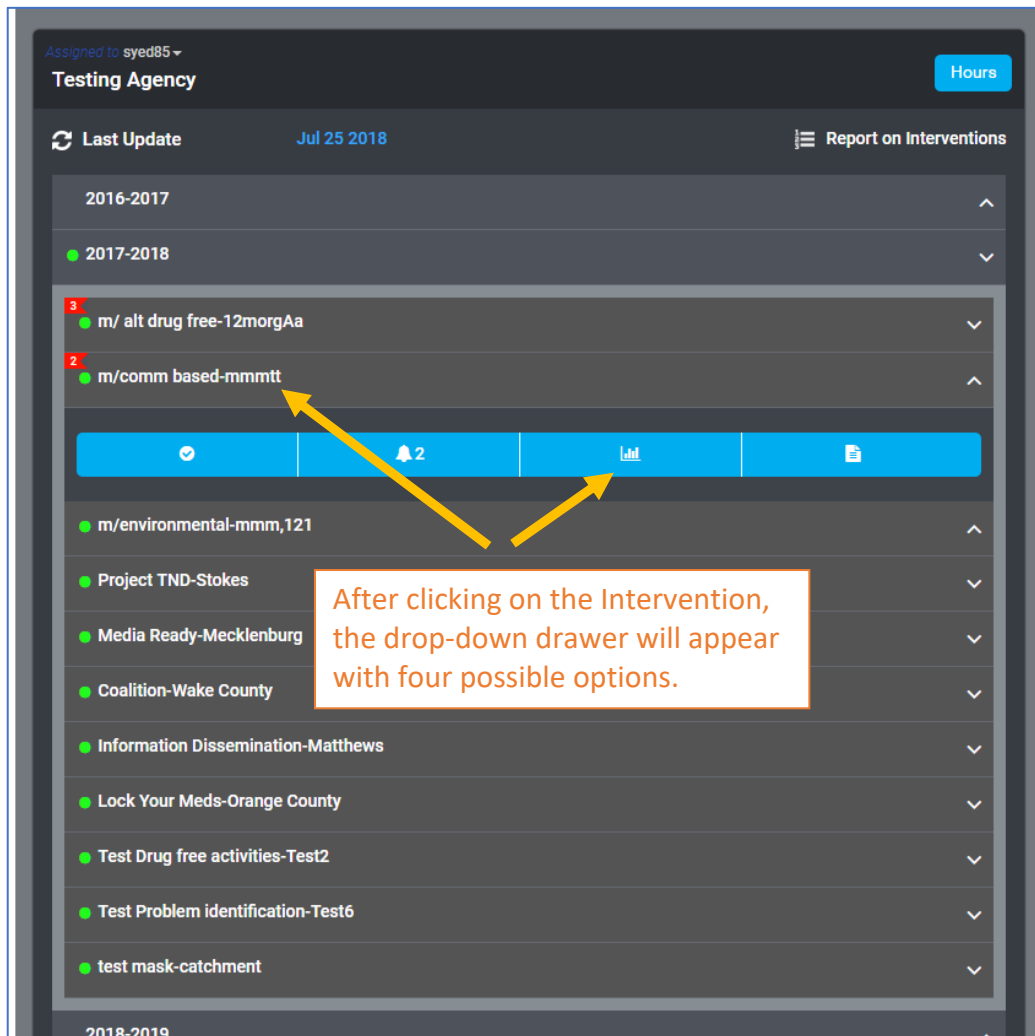 Assigned to syed85
Testing Agency
Hours
Last Update
Jul 25 2018
Report on Interventions
2016-2017
2017-2018
3
m/ alt drug free-12morgAa
2
m/comm based-mmmtt
2
m/environmental-mmm,121
Project TND-Stokes
Media Ready-Mecklenburg
Coalition-Wake County
After clicking on the Intervention,
the drop-down drawer will appear
with four possible options.
Information Dissemination-Matthews
Lock Your Meds-Orange County
Test Drug free activities-Test2
Test Problem identification-Test6
test mask-catchment
2018-2019